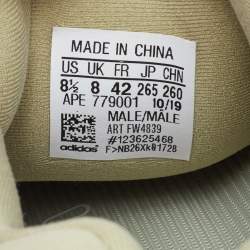 MADE IN CHINA
US UK FR JP CHN
8½ 8 42 265 260
APE 779001 10/19
MALE/MÂLE
ART FW4839
#123625468
adidas F>NB26Xk81728